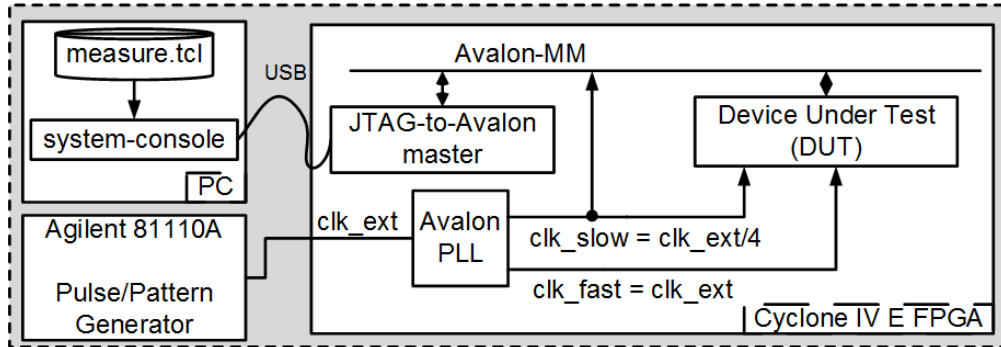 measure.tcl
system-console
PC
USB
Agilent 81110A
Pulse/Pattern
Generator
Avalon-MM
JTAG-to-Avalon
master
Device Under Test
(DUT)
clk_ext
Avalon
PLL
clk_slow = clk_ext/4
clk_fast = clk_ext
Cyclone IV E FPGA